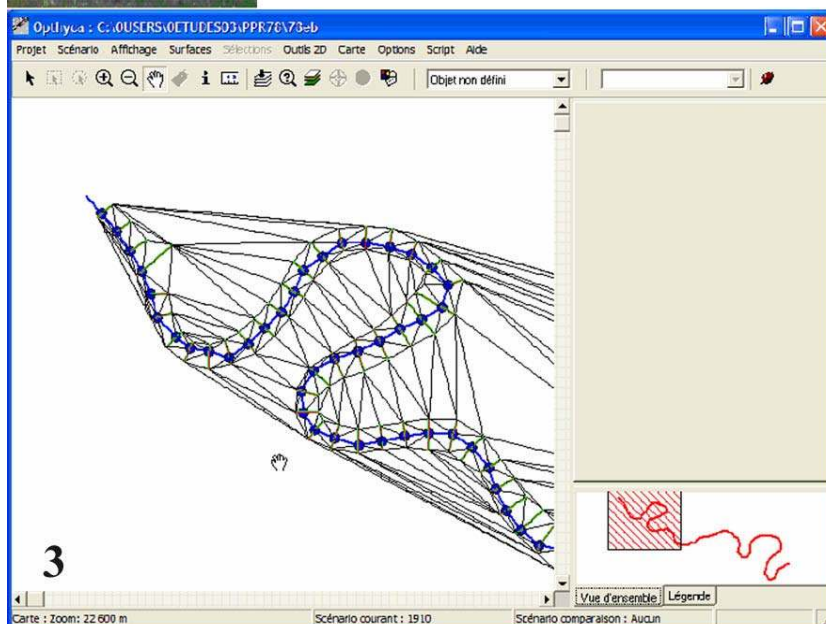 Opthyca : C:\0USERS\0ETUDES03\PPR78\78eb
Projet Scénario Affichage Surfaces Sélections Outils 2D Carte Options Script Aide
Objet non défini
3
Vue d'ensemble Légende
Carte : Zoom: 22 600 m Scénario courant : 1910 Scénario comparaison : Aucun